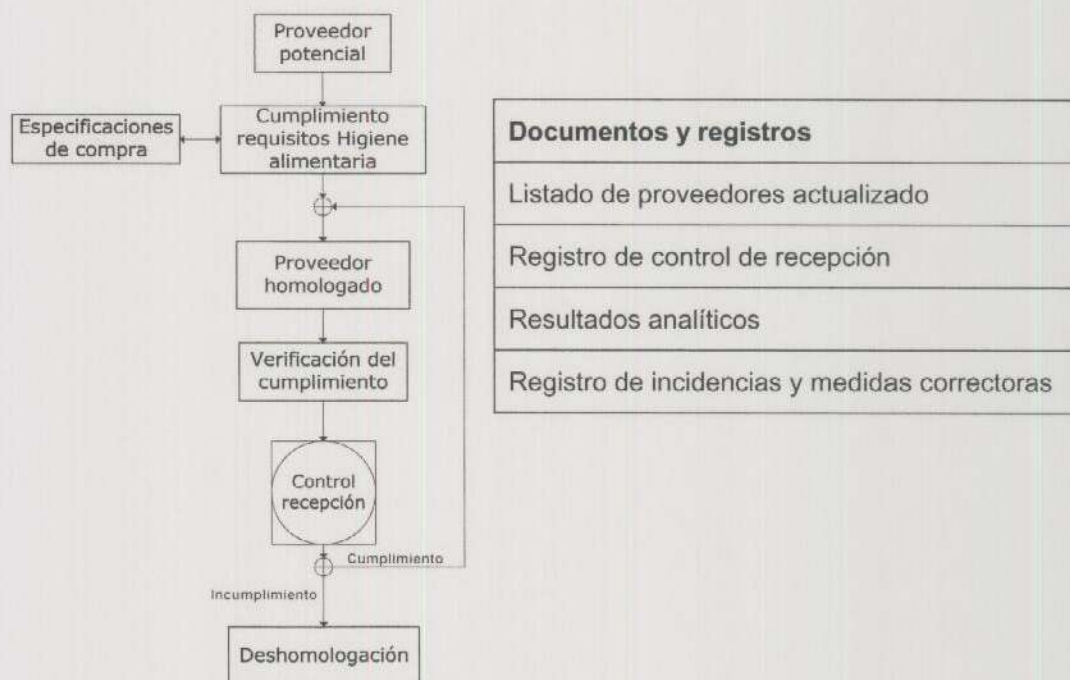 Proveedor
potencial
Especificaciones
de compra
Cumplimiento
requisitos Higiene
alimentaria
Proveedor
homologado
Verificación del
cumplimiento
Control
recepción
Cumplimiento
Incumplimiento
Deshomologación
Documentos y registros
Listado de proveedores actualizado
Registro de control de recepción
Resultados analíticos
Registro de incidencias y medidas correctoras